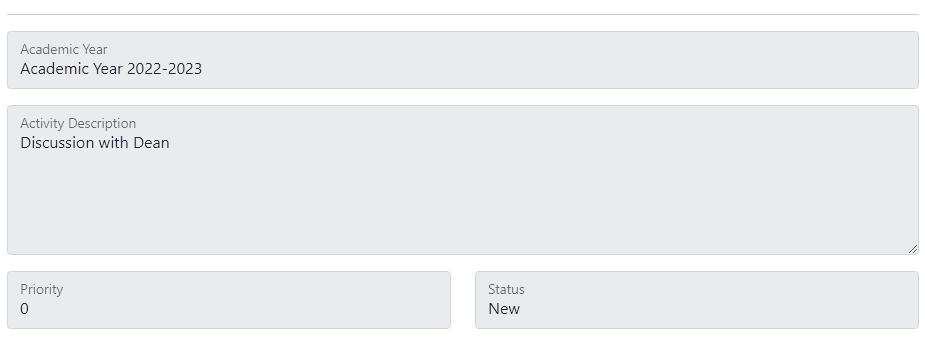 Academic Year
Academic Year 2022-2023
Activity Description
Discussion with Dean
Priority
0
Status
New